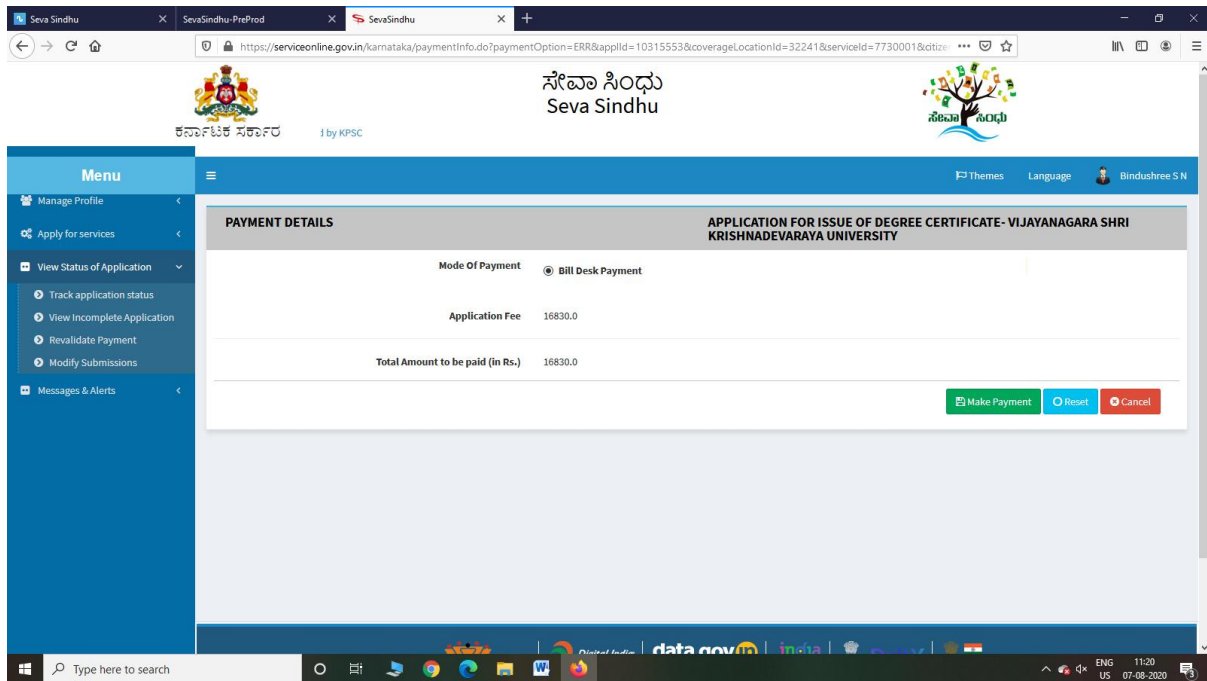 Seva Sindhu
SevaSindhu-PreProd
SevaSindhu
https://serviceonline.gov.in/karnataka/paymentInfo.do?paymentOption=ERR&applId=10315553&coverageLocationId=32241&serviceId=7730001&citize
ಕರ್ನಾಟಕ ಸರ್ಕಾರ
d by KPSC
ಸೇವಾ ಸಿಂಧು
Seva Sindhu
ಸೇವಾ ಸಿಂಧು
Menu
Themes Language Bindushree S N
Manage Profile
Apply for services
View Status of Application
Track application status
View Incomplete Application
Revalidate Payment
Modify Submissions
Messages & Alerts
PAYMENT DETAILS
APPLICATION FOR ISSUE OF DEGREE CERTIFICATE- VIJAYANAGARA SHRI
KRISHNADEVARAYA UNIVERSITY
Mode Of Payment Bill Desk Payment
Application Fee 16830.0
Total Amount to be paid (in Rs.) 16830.0
Make Payment Reset Cancel
Digital India data.gov.in india
Type here to search
ENG
US
11:20
07-08-2020